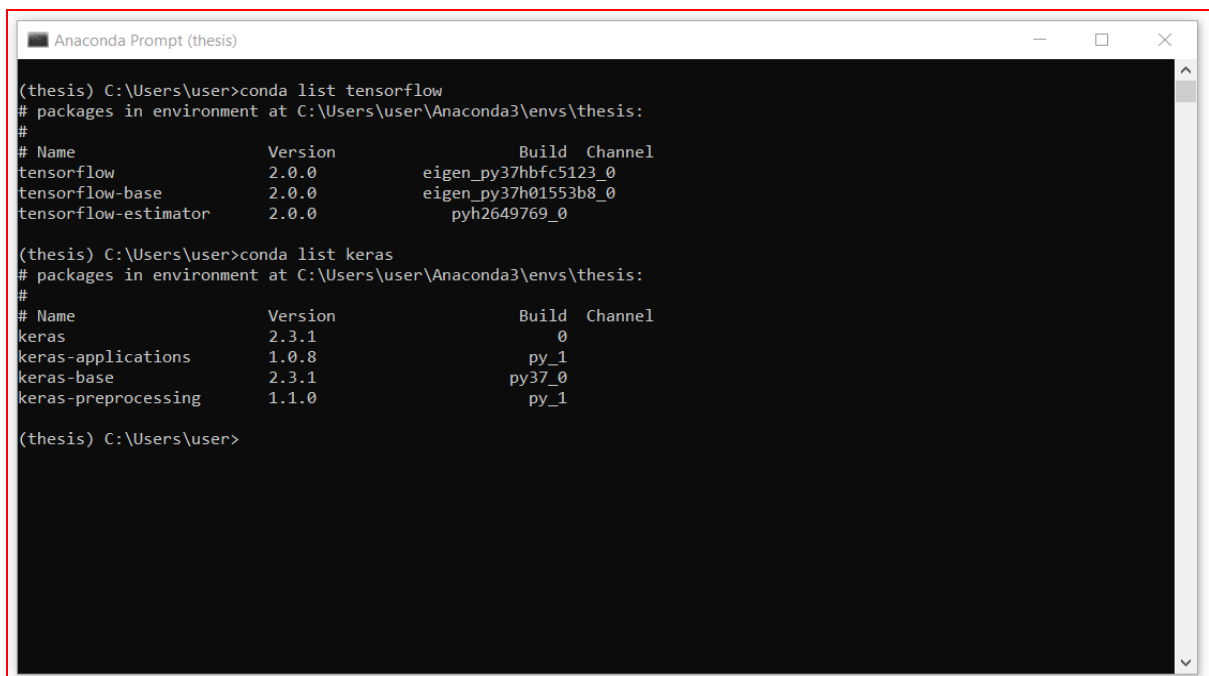 Anaconda Prompt (thesis)
(thesis) C:\Users\user>conda list tensorflow
# packages in environment at C:\Users\user\Anaconda3\envs\thesis:
#
# Name                    Version                   Build  Channel
tensorflow                2.0.0           eigen_py37hbfc5123_0
tensorflow-base           2.0.0           eigen_py37h01553b8_0
tensorflow-estimator      2.0.0              pyh2649769_0
(thesis) C:\Users\user>conda list keras
# packages in environment at C:\Users\user\Anaconda3\envs\thesis:
#
# Name                    Version                   Build  Channel
keras                     2.3.1                         0
keras-applications        1.0.8                      py_1
keras-base                2.3.1                    py37_0
keras-preprocessing       1.1.0                      py_1
(thesis) C:\Users\user>